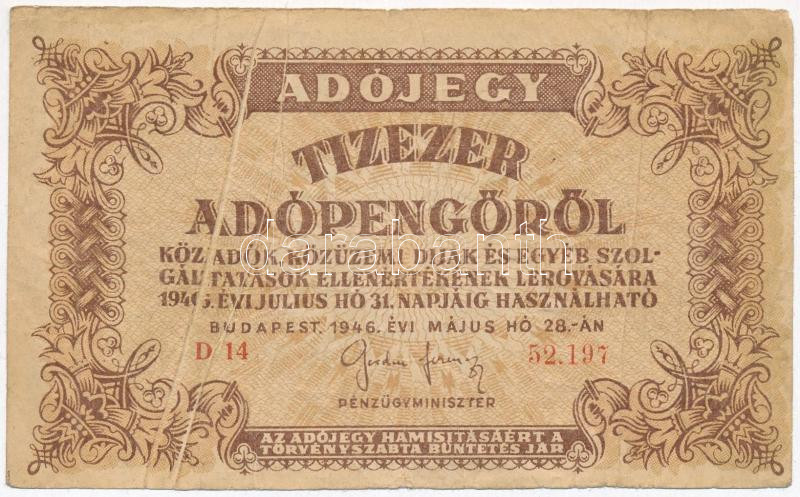 ADÓJEGY
TIZEZER
ADÓPENGŐRŐL
KÖZADÓK, KÖZÜZEMI DIJAK ÉS EGYÉB SZOL-
GÁLTATÁSOK ELLENÉRTÉKÉNEK LEROVÁSÁRA
1946. ÉVI JULIUS HÓ 31. NAPJÁIG HASZNÁLHATÓ
BUDAPEST, 1946. ÉVI MÁJUS HÓ 28.-ÁN
D 14 52.197
PÉNZÜGYMINISZTER
AZ ADÓJEGY HAMISITÁSÁÉRT A
TÖRVÉNYSZABTA BÜNTETÉS JÁR
darabanth